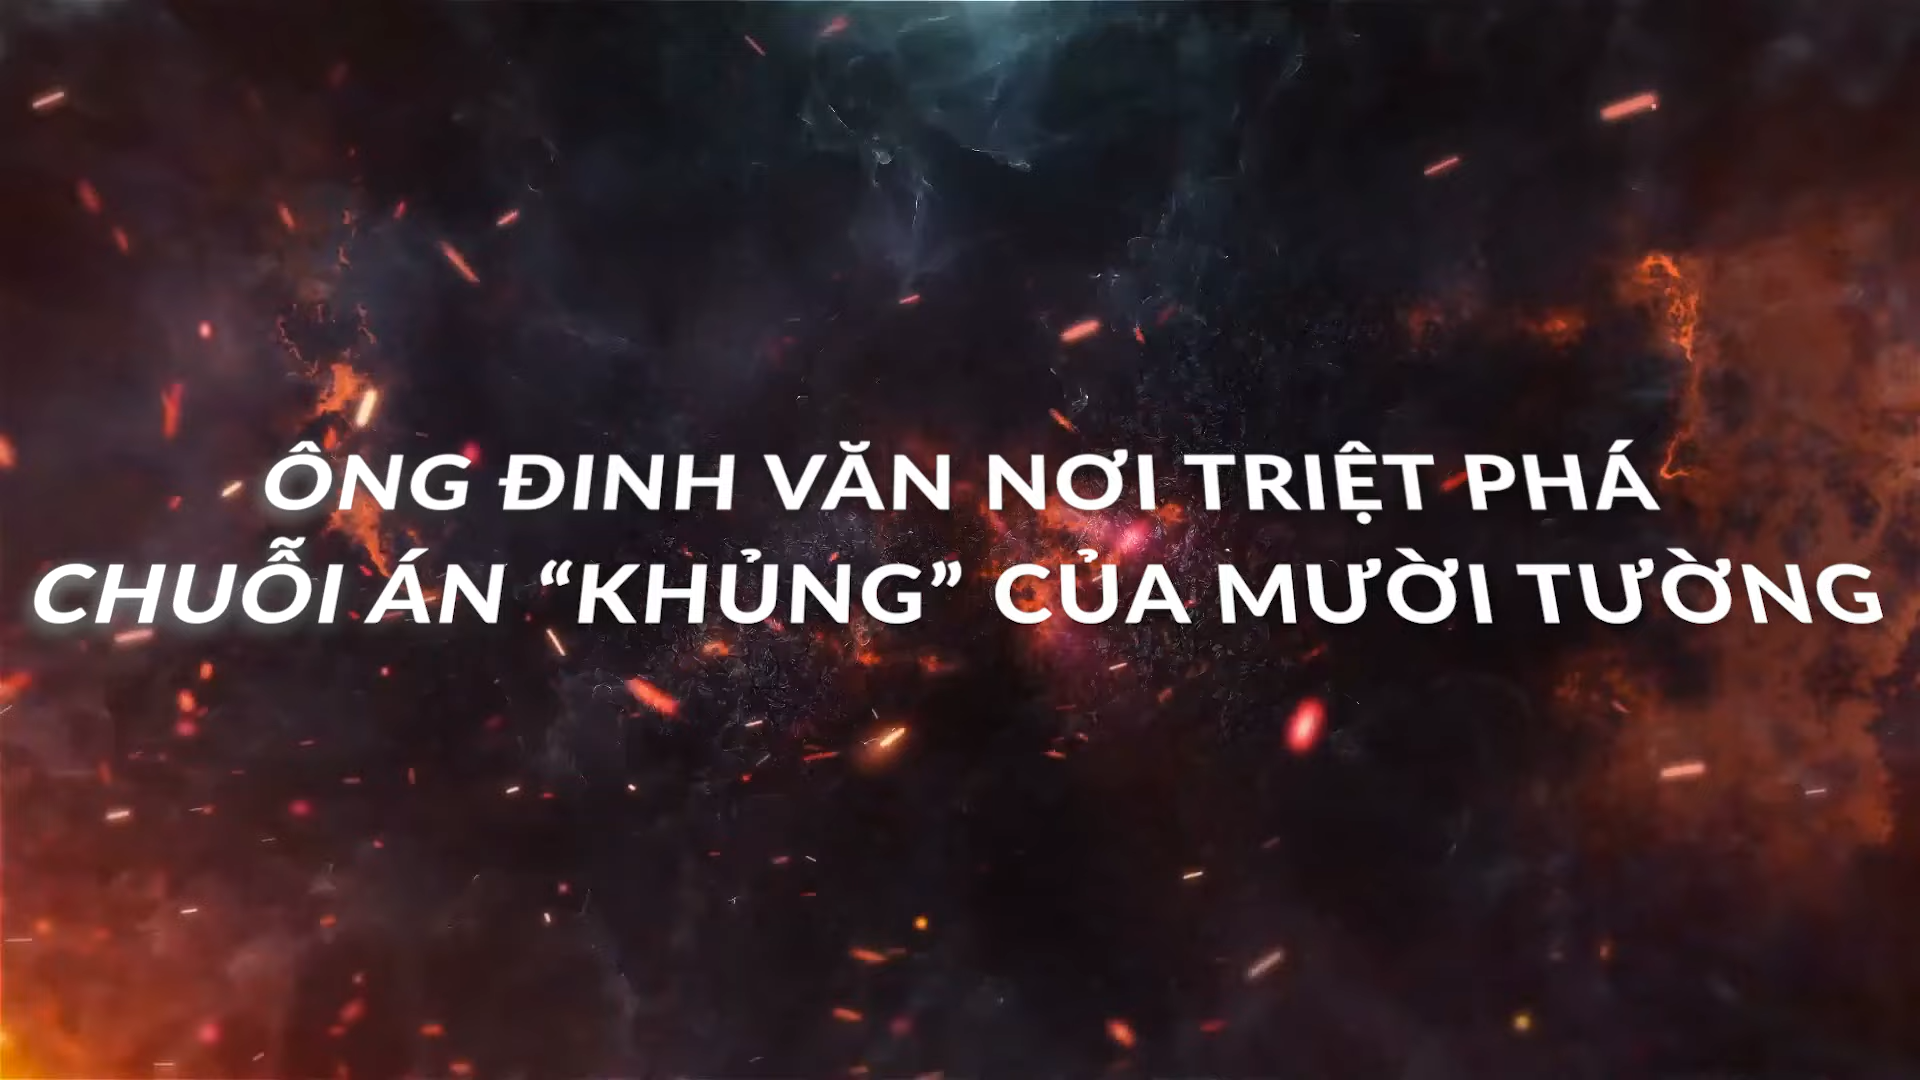 ÔNG ĐINH VĂN NƠI TRIỆT PHÁ
CHUỖI ÁN “KHỦNG” CỦA MƯỜI TƯỜNG